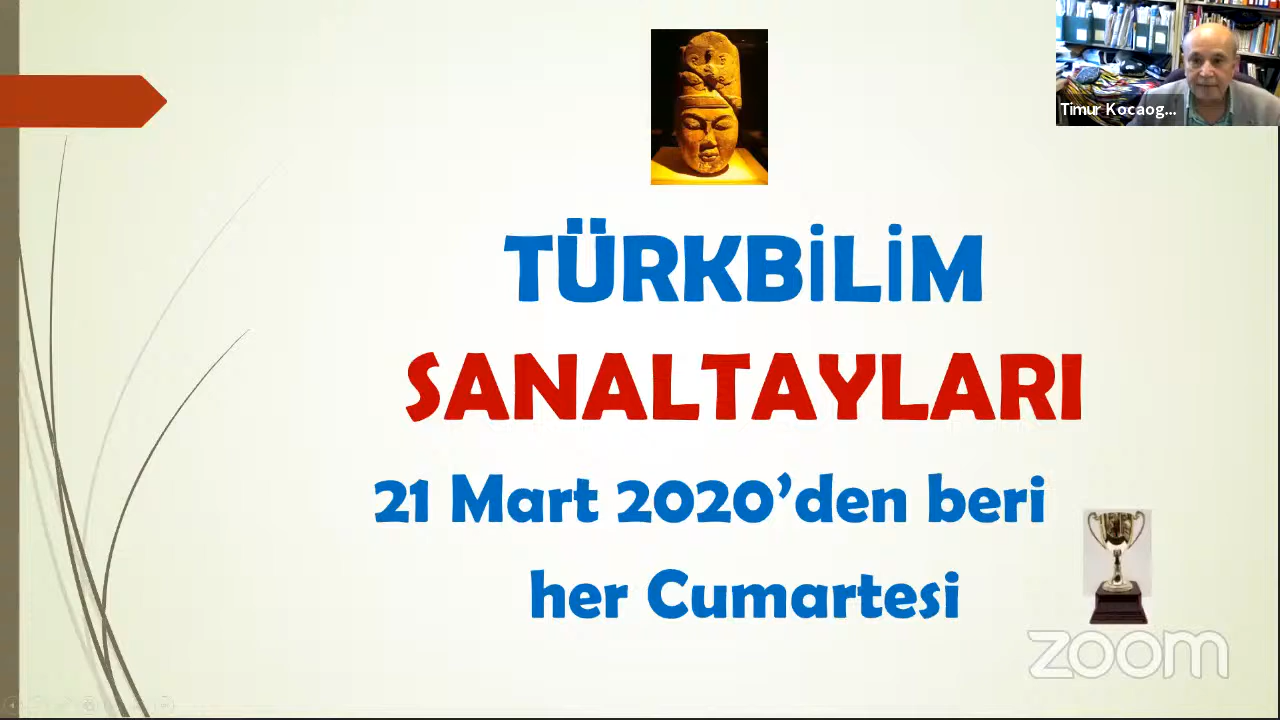 Timur Kocaog...
TÜRKBİLİM
SANALTAYLARI
21 Mart 2020’den beri
her Cumartesi
zoom